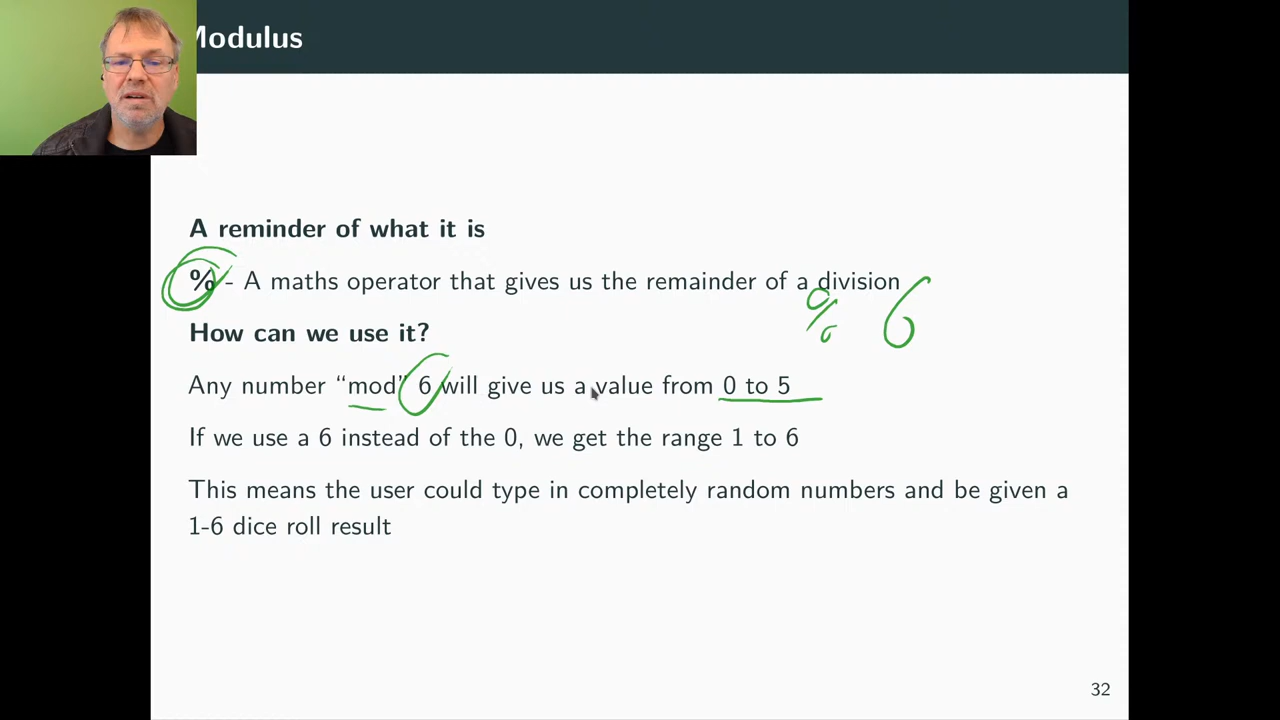 Modulus
A reminder of what it is
% - A maths operator that gives us the remainder of a division
% 6
How can we use it?
Any number “mod” 6 will give us a value from 0 to 5
If we use a 6 instead of the 0, we get the range 1 to 6
This means the user could type in completely random numbers and be given a
1-6 dice roll result
32